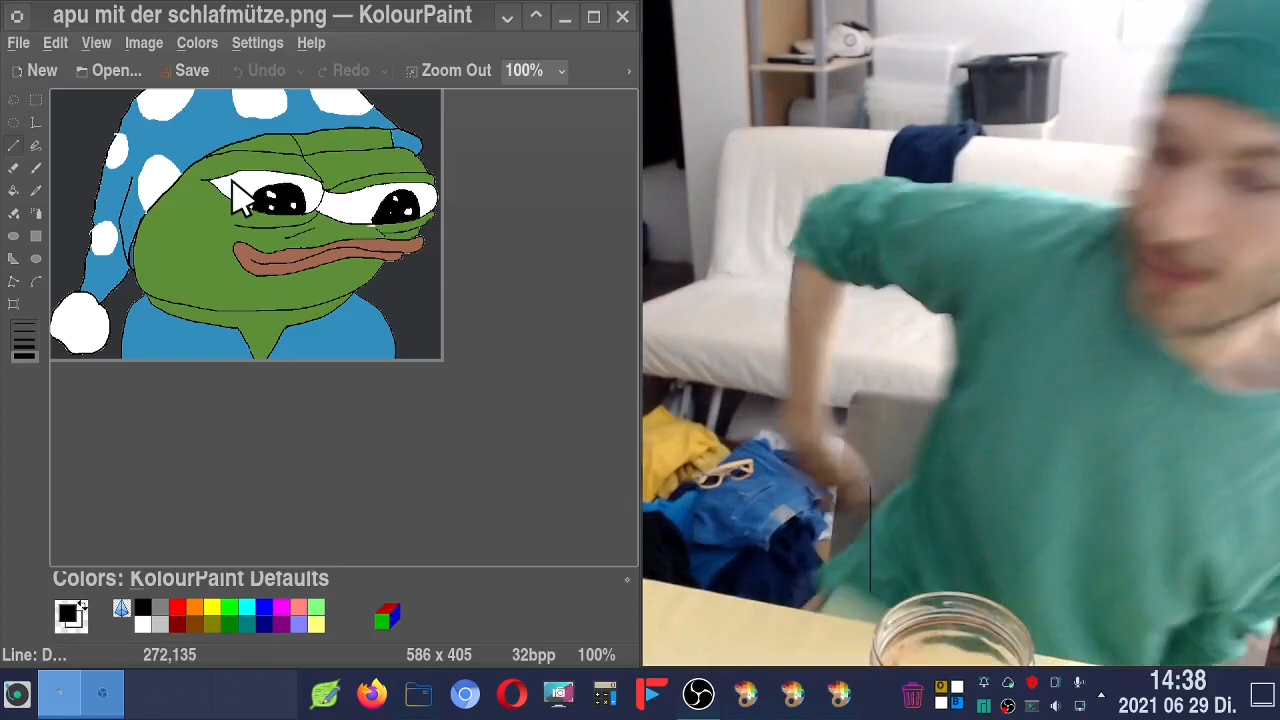 apu mit der schlafmütze.png — KolourPaint
File Edit View Image Colors Settings Help
New Open... Save Undo Redo Zoom Out 100%
Colors: KolourPaint Defaults
Line: D... 272,135 586 x 405 32bpp 100%
14:38
2021 06 29 Di.